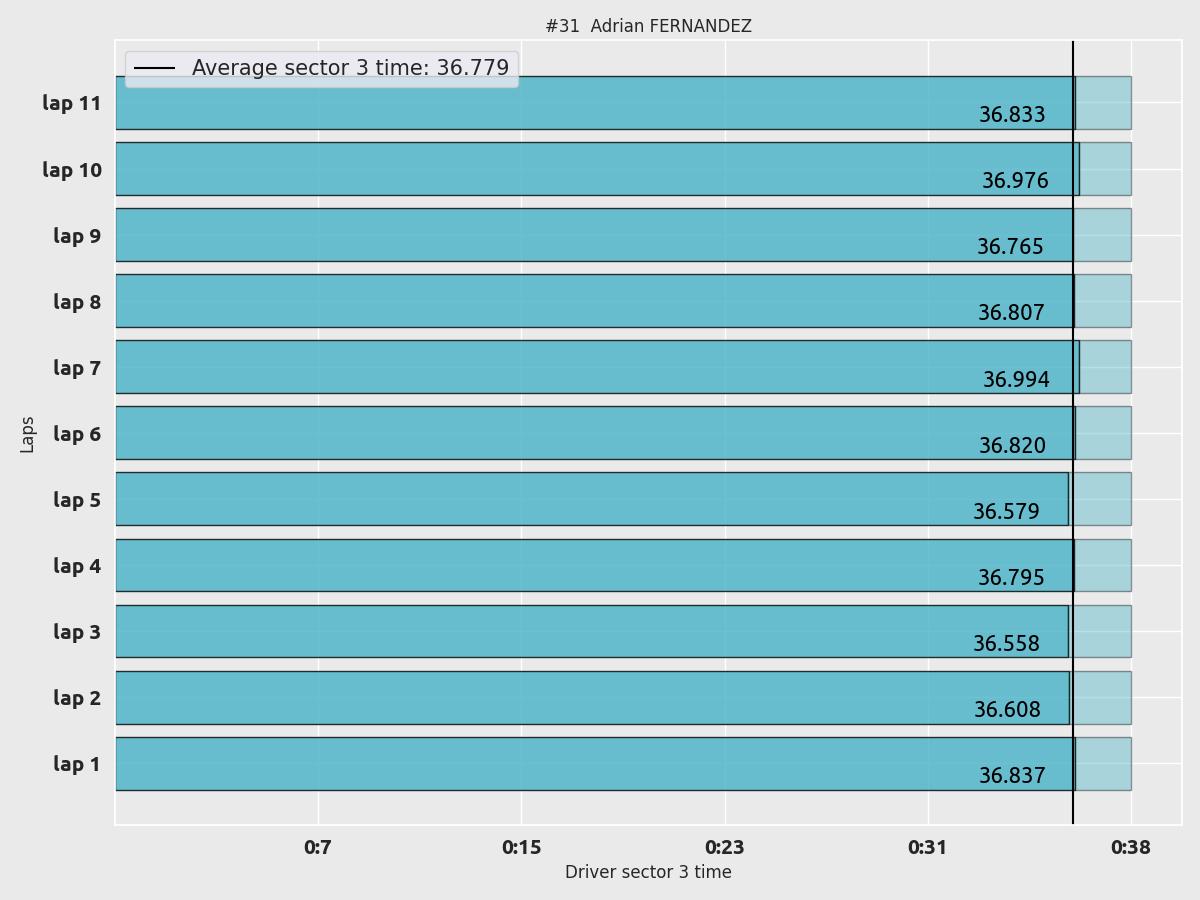 #31 Adrian FERNANDEZ
Average sector 3 time: 36.779
lap 11
36.833
lap 10
36.976
lap 9
36.765
lap 8
36.807
lap 7
36.994
lap 6
36.820
lap 5
36.579
lap 4
36.795
lap 3
36.558
lap 2
36.608
lap 1
36.837
Laps
0:7 0:15 0:23 0:31 0:38
Driver sector 3 time